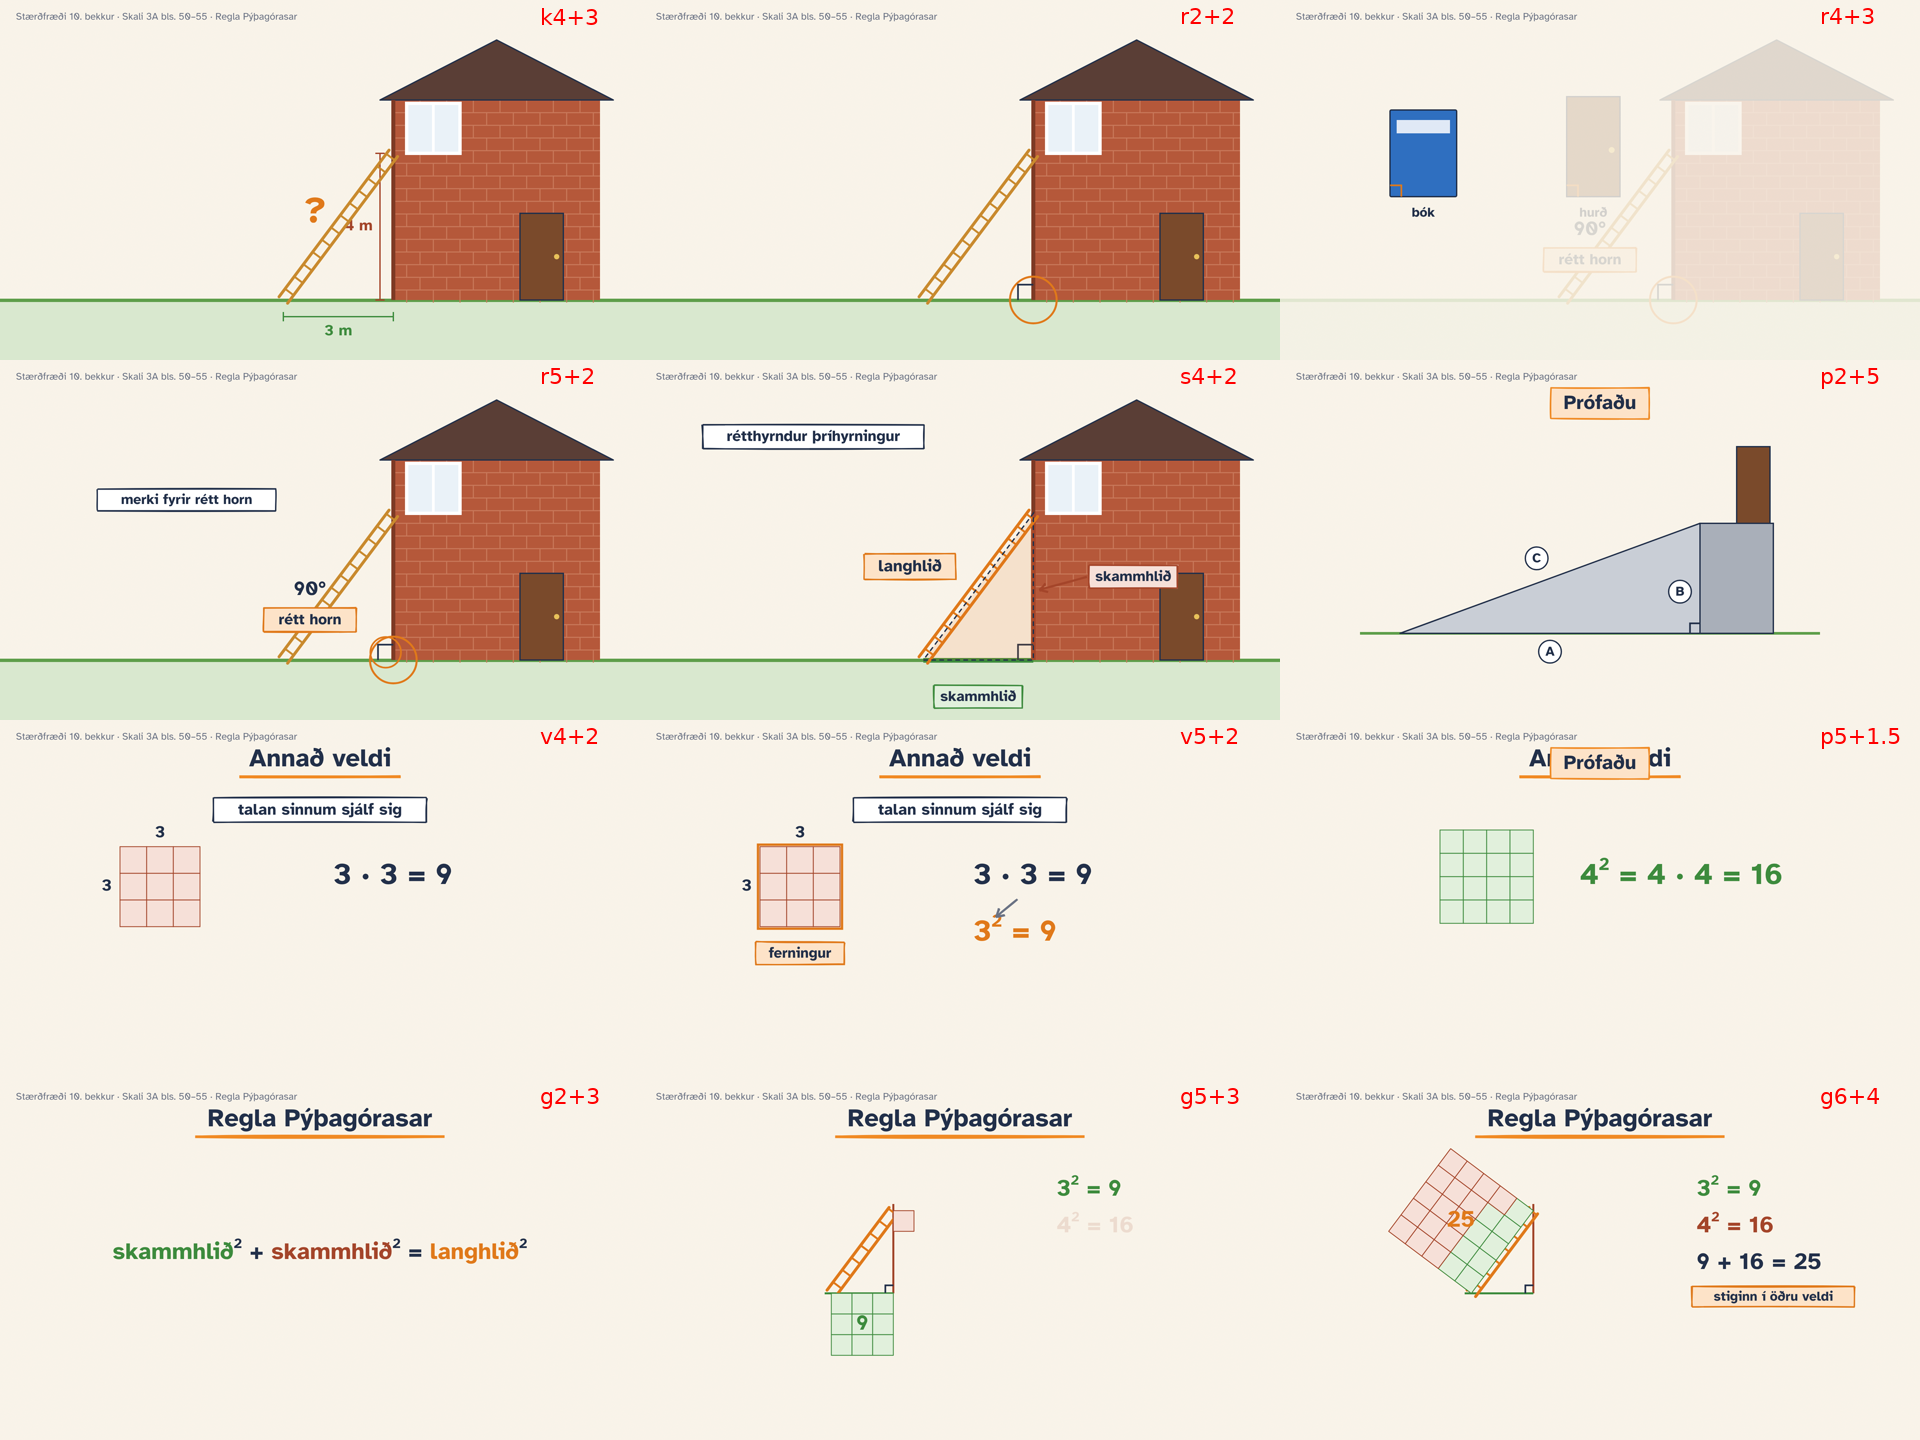 Stærðfræði 10. bekkur · Skali 3A bls. 50–55 · Regla Pýþagórasar
k4+3
?
4 m
3 m
Stærðfræði 10. bekkur · Skali 3A bls. 50–55 · Regla Pýþagórasar
r2+2
Stærðfræði 10. bekkur · Skali 3A bls. 50–55 · Regla Pýþagórasar
r4+3
bók
hurð
90°
rétt horn
Stærðfræði 10. bekkur · Skali 3A bls. 50–55 · Regla Pýþagórasar
r5+2
merki fyrir rétt horn
90°
rétt horn
Stærðfræði 10. bekkur · Skali 3A bls. 50–55 · Regla Pýþagórasar
s4+2
rétthyrndur þríhyrningur
langhlið
skammhlið
skammhlið
Stærðfræði 10. bekkur · Skali 3A bls. 50–55 · Regla Pýþagórasar
p2+5
Prófaðu
C
B
A
Stærðfræði 10. bekkur · Skali 3A bls. 50–55 · Regla Pýþagórasar
v4+2
Annað veldi
talan sinnum sjálf sig
3
3
3 · 3 = 9
Stærðfræði 10. bekkur · Skali 3A bls. 50–55 · Regla Pýþagórasar
v5+2
Annað veldi
talan sinnum sjálf sig
3
3
3 · 3 = 9
3² = 9
ferningur
Stærðfræði 10. bekkur · Skali 3A bls. 50–55 · Regla Pýþagórasar
p5+1.5
Prófaðu
4² = 4 · 4 = 16
Stærðfræði 10. bekkur · Skali 3A bls. 50–55 · Regla Pýþagórasar
g2+3
Regla Pýþagórasar
skammhlið² + skammhlið² = langhlið²
Stærðfræði 10. bekkur · Skali 3A bls. 50–55 · Regla Pýþagórasar
g5+3
Regla Pýþagórasar
3² = 9
4² = 16
9
Stærðfræði 10. bekkur · Skali 3A bls. 50–55 · Regla Pýþagórasar
g6+4
Regla Pýþagórasar
25
3² = 9
4² = 16
9 + 16 = 25
stiginn í öðru veldi